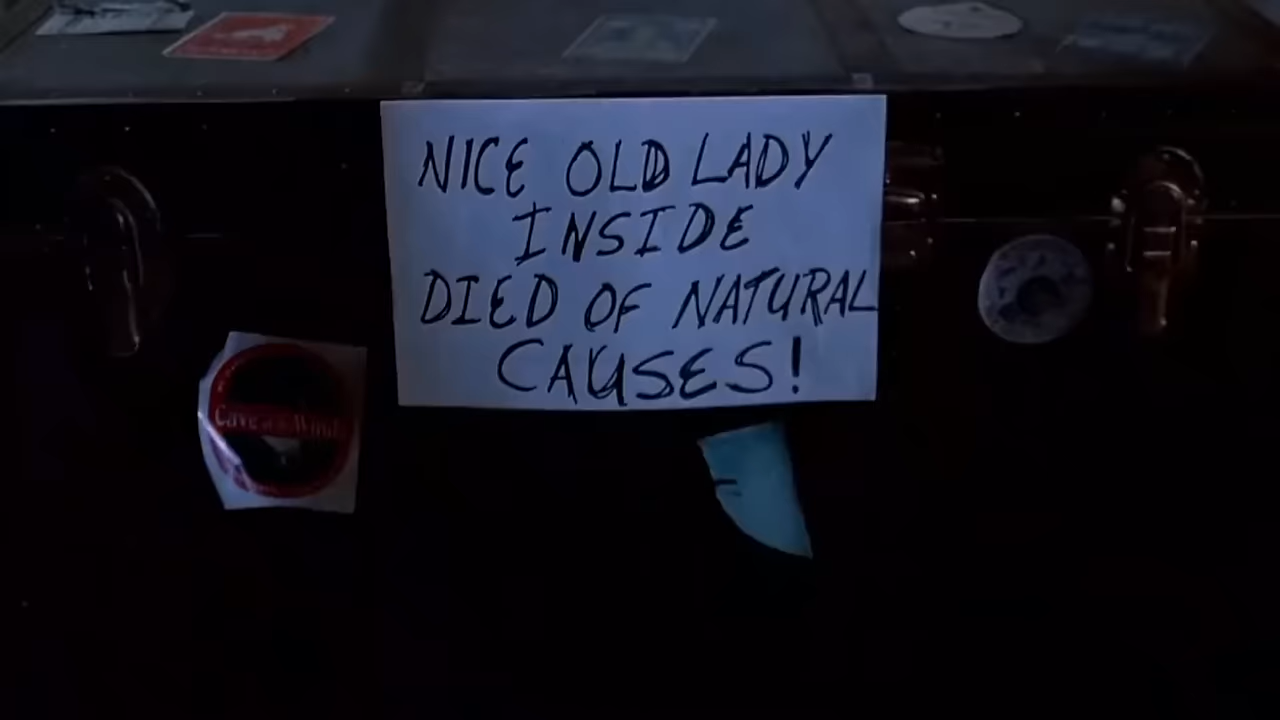 NICE OLD LADY
INSIDE
DIED OF NATURAL
CAUSES!
Cave of the Winds